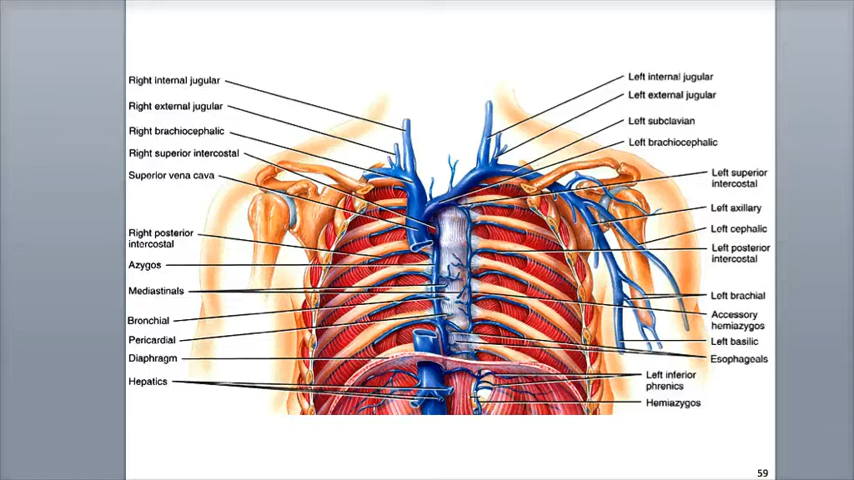 Right internal jugular
Right external jugular
Right brachiocephalic
Right superior intercostal
Superior vena cava
Right posterior
intercostal
Azygos
Mediastinals
Bronchial
Pericardial
Diaphragm
Hepatics
Left internal jugular
Left external jugular
Left subclavian
Left brachiocephalic
Left superior
intercostal
Left axillary
Left cephalic
Left posterior
intercostal
Left brachial
Accessory
hemiazygos
Left basilic
Esophageals
Left inferior
phrenics
Hemiazygos
59